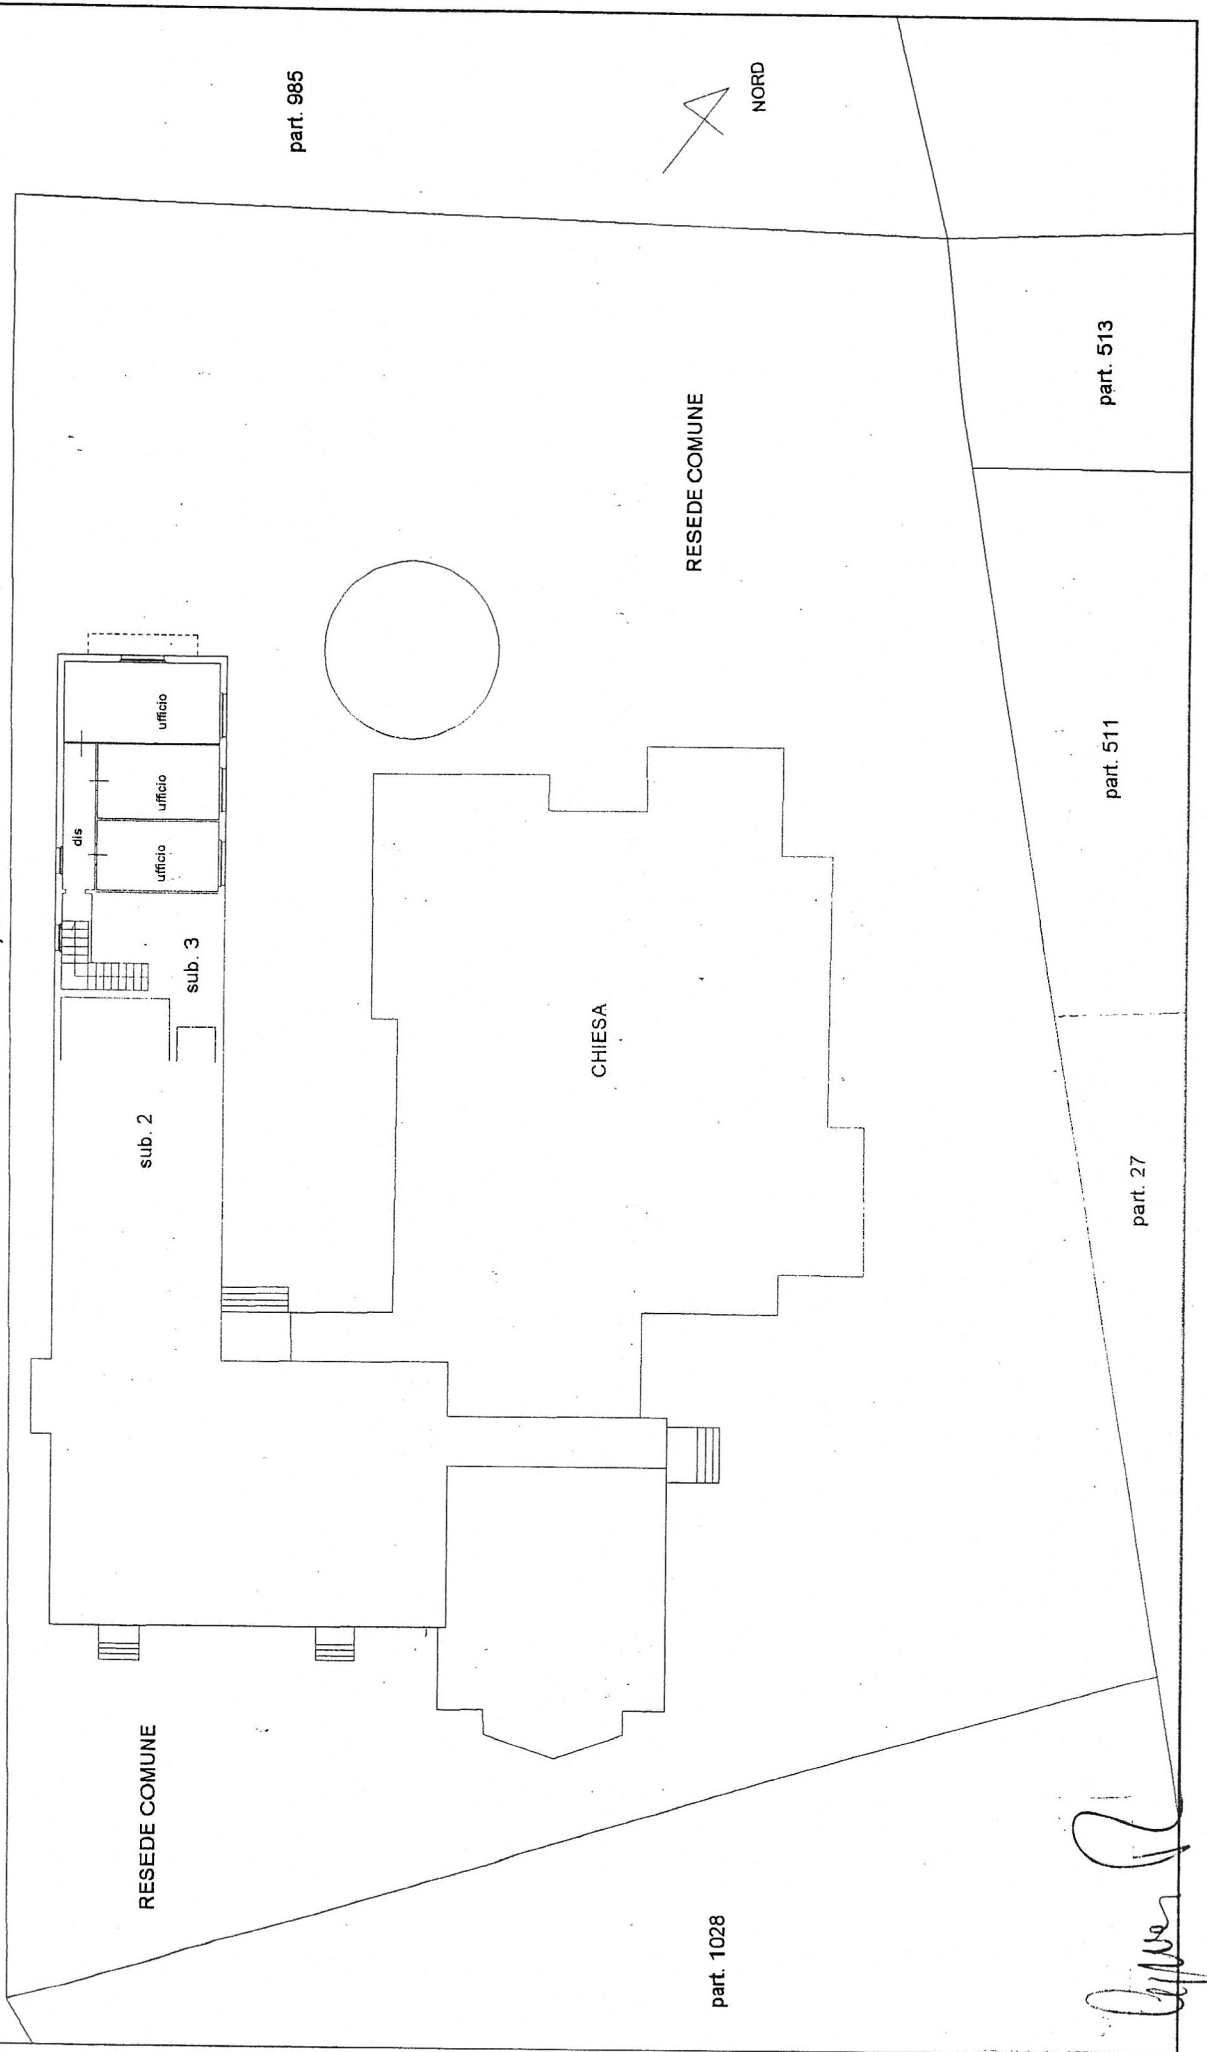 part. 985
NORD
part. 513
RESEDE COMUNE
ufficio
ufficio
dis
ufficio
part. 511
sub. 3
CHIESA
sub. 2
part. 27
RESEDE COMUNE
part. 1028